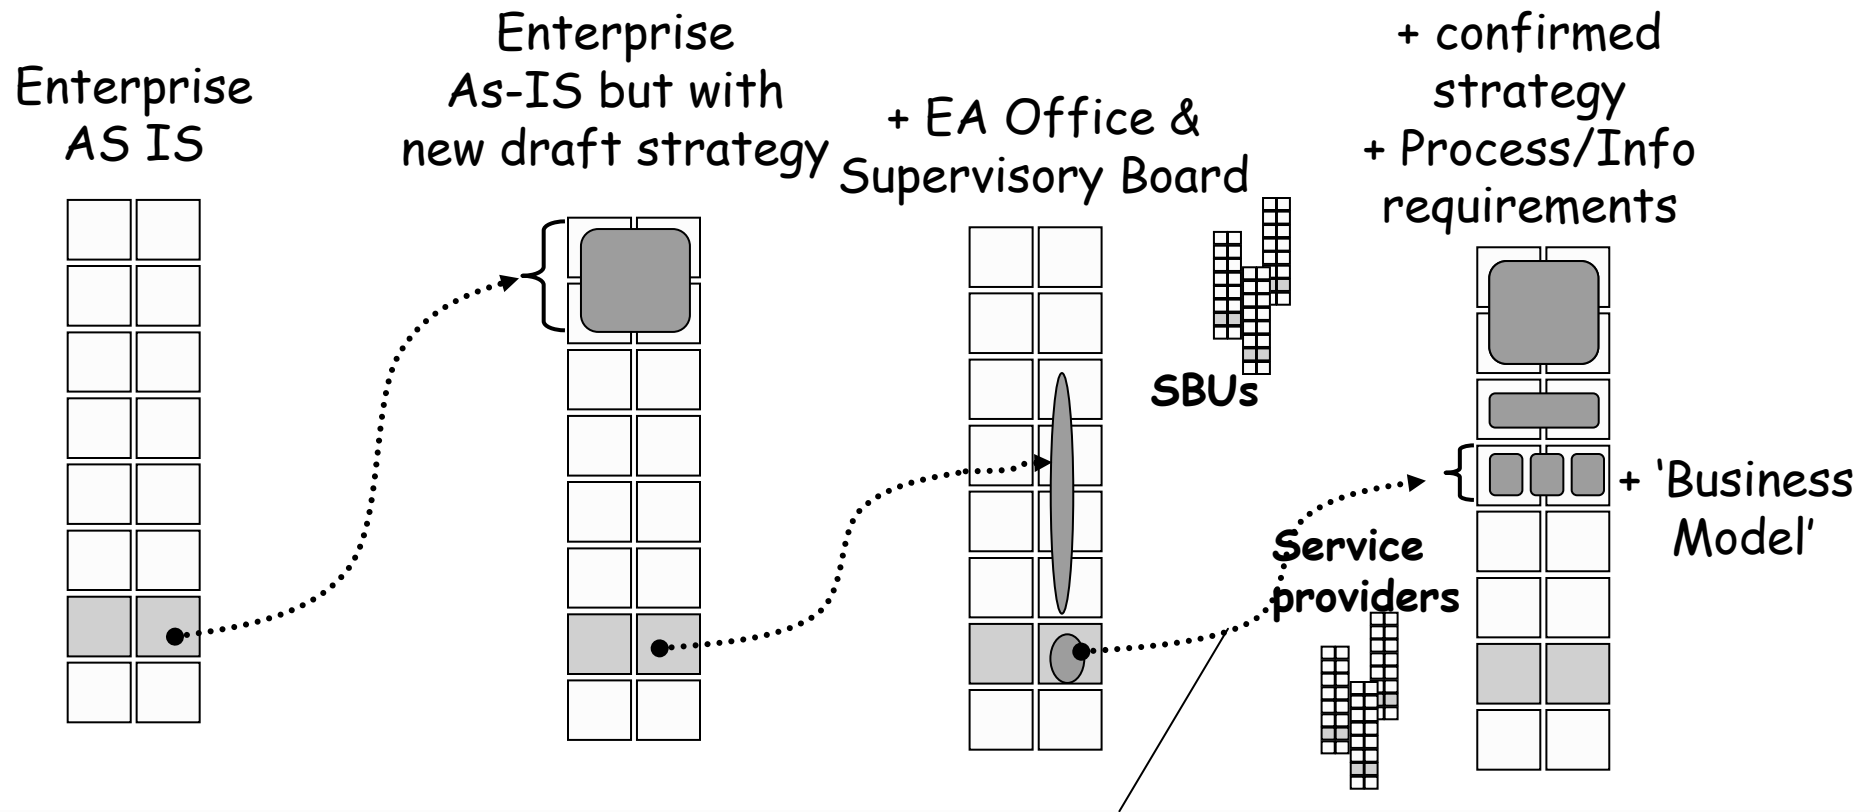 Enterprise
AS IS
Enterprise
As-IS but with
new draft strategy
+ EA Office &
Supervisory Board
+ confirmed
strategy
+ Process/Info
requirements
SBUs
+ 'Business
Model'
Service
providers